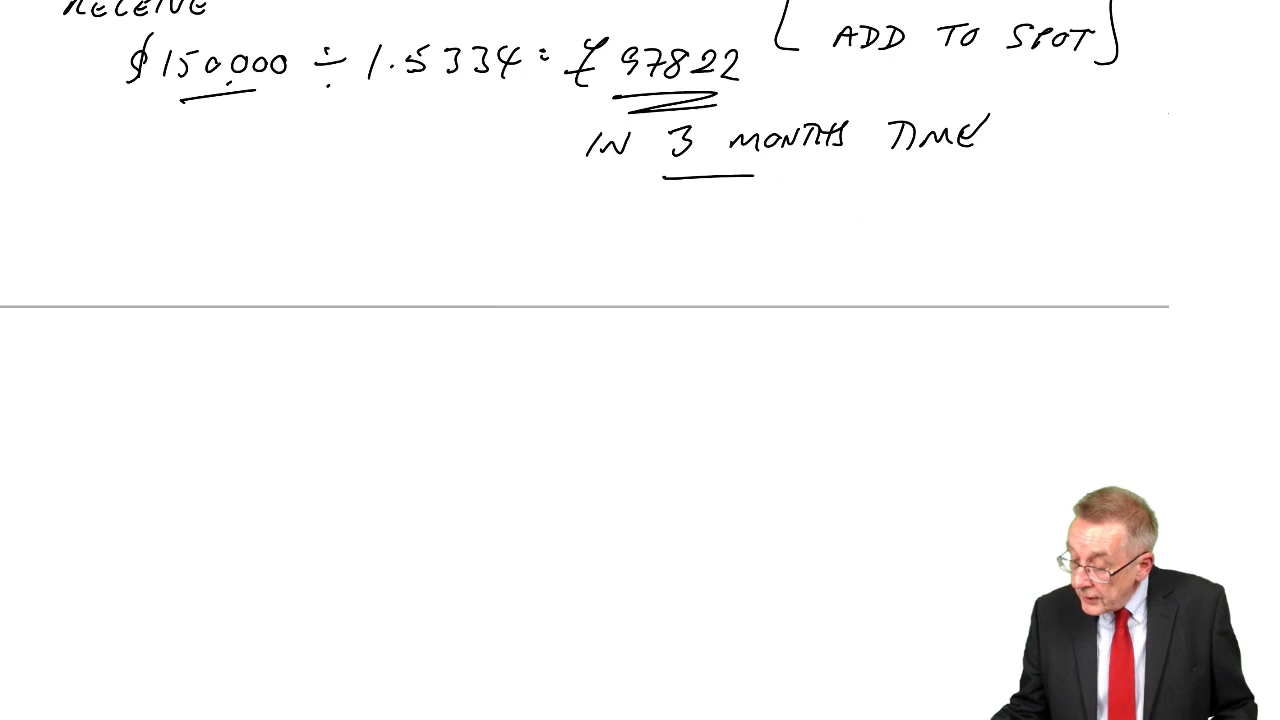 RECEIVE
$150,000 ÷ 1.5334 = £97822
[ADD TO SPOT]
IN 3 MONTHS TIME